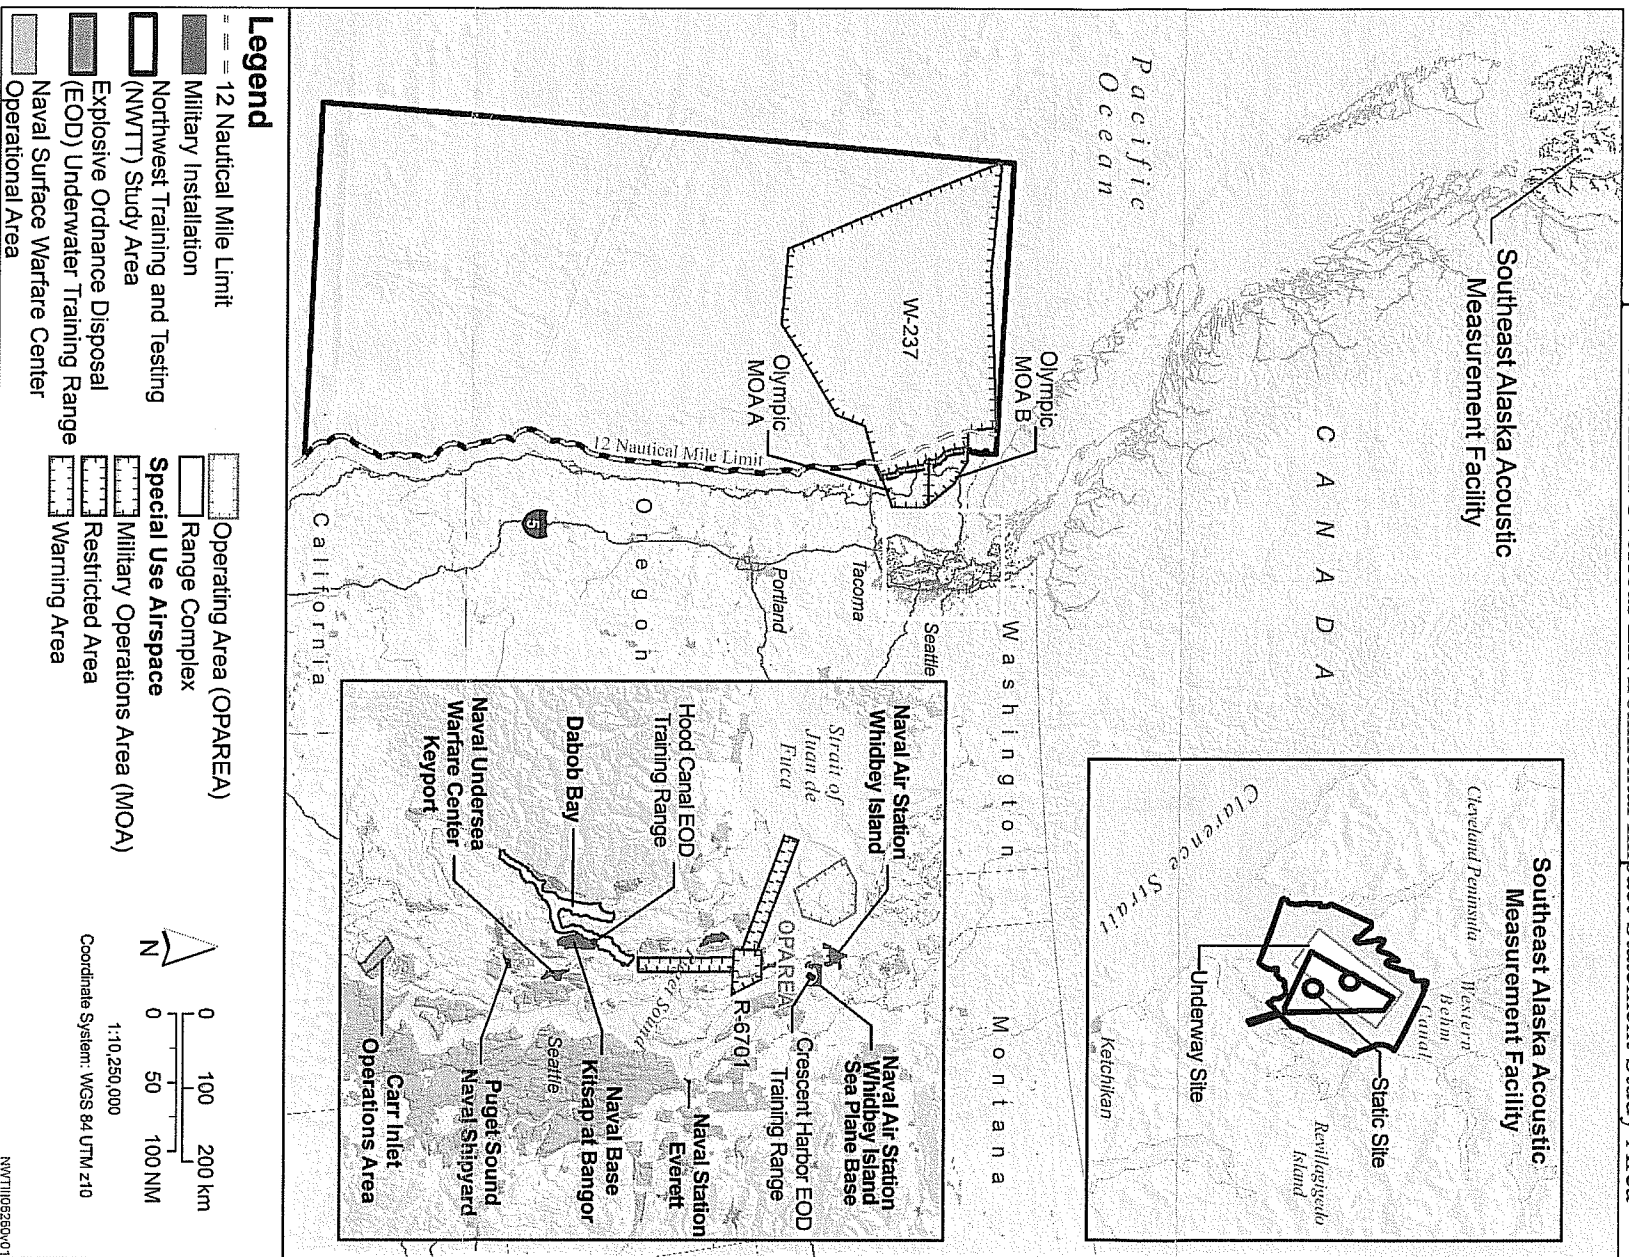 Southeast Alaska Acoustic
Measurement Facility
Pacific
Ocean
C A N A D A
Olympic
MOA B
W-237
Olympic
MOA A
12 Nautical Mile Limit
Washington
Seattle
Tacoma
Portland
Oregon
5
California
Montana
Southeast Alaska Acoustic
Measurement Facility
Cleveland Peninsula
Western
Behm
Canal
Clarence Strait
Static Site
Underway Site
Revillagigedo
Island
Ketchikan
Naval Air Station
Whidbey Island
Strait of
Juan de
Fuca
Hood Canal EOD
Training Range
Dabob Bay
Naval Undersea
Warfare Center
Keyport
OPAREA
R-6701
Puget Sound
Seattle
Naval Air Station
Whidbey Island
Sea Plane Base
Crescent Harbor EOD
Training Range
Naval Station
Everett
Naval Base
Kitsap at Bangor
Puget Sound
Naval Shipyard
Carr Inlet
Operations Area
Legend
12 Nautical Mile Limit
Military Installation
Northwest Training and Testing
(NWTT) Study Area
Explosive Ordnance Disposal
(EOD) Underwater Training Range
Naval Surface Warfare Center
Operational Area
Operating Area (OPAREA)
Range Complex
Special Use Airspace
Military Operations Area (MOA)
Restricted Area
Warning Area
N
0 100 200 km
0 50 100 NM
1:10,250,000
Coordinate System: WGS 84 UTM z10